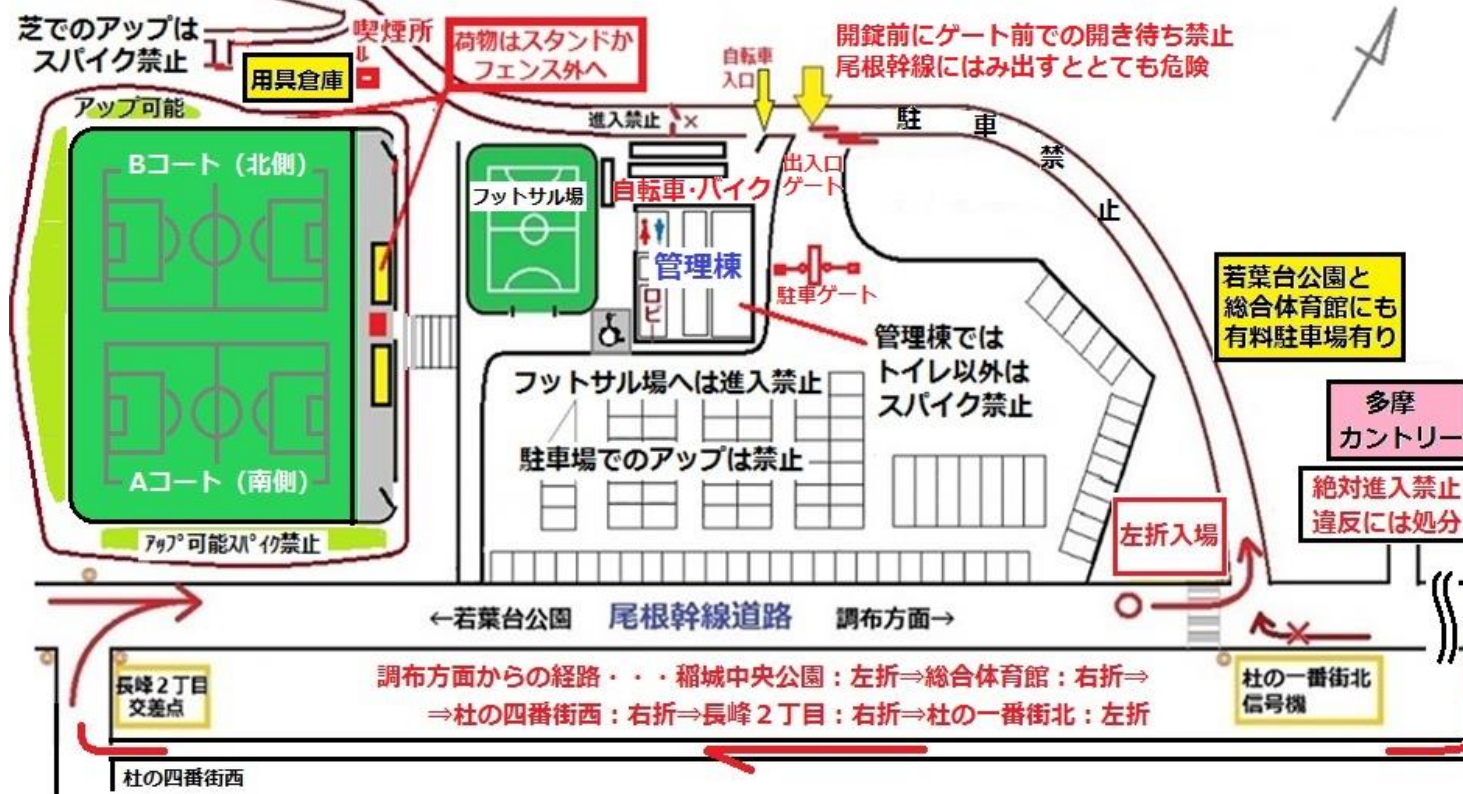 芝でのアップは
スパイク禁止
喫煙所
用具倉庫
荷物はスタンドか
フェンス外へ
自転車
入口
開錠前にゲート前での開き待ち禁止
尾根幹線にはみ出すととても危険
アップ可能
進入禁止
×
駐車禁止
Bコート（北側）
フットサル場
自転車・バイク
出入口
ゲート
管理棟
ロビ
駐車ゲート
若葉台公園と
総合体育館にも
有料駐車場有り
管理棟では
トイレ以外は
スパイク禁止
フットサル場へは進入禁止
多摩
カントリー
駐車場でのアップは禁止
Aコート（南側）
絶対進入禁止
違反には処分
左折入場
アップ可能スパイク禁止
←若葉台公園
尾根幹線道路
調布方面→
長峰２丁目
交差点
調布方面からの経路・・・稲城中央公園：左折⇒総合体育館：右折⇒
⇒杜の四番街西：右折⇒長峰２丁目：右折⇒杜の一番街北：左折
杜の一番街北
信号機
杜の四番街西